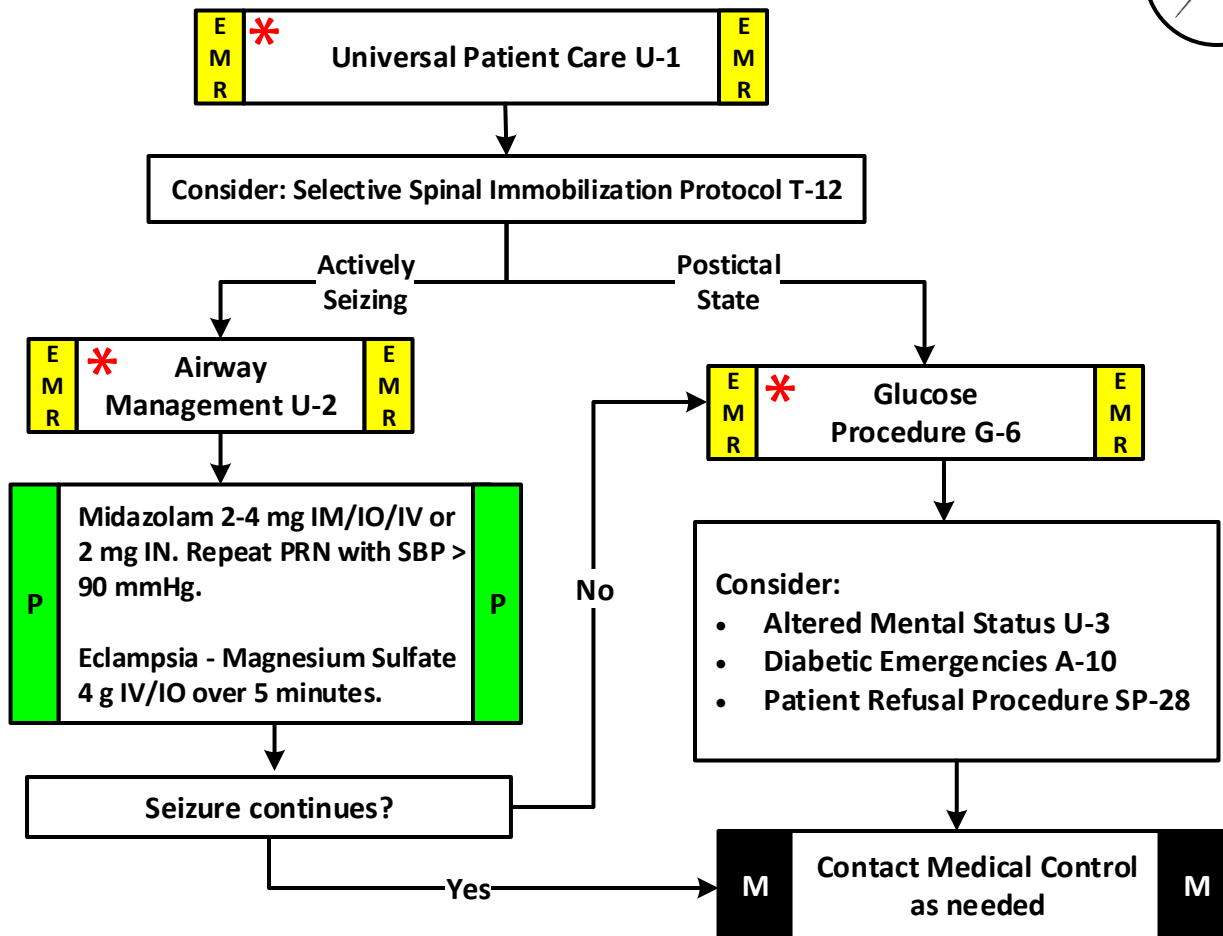 E
M
R
*
Universal Patient Care U-1
E
M
R
Consider: Selective Spinal Immobilization Protocol T-12
Actively
Seizing
Postictal
State
E
M
R
*
Airway
Management U-2
E
M
R
E
M
R
*
Glucose
Procedure G-6
E
M
R
P
Midazolam 2-4 mg IM/IO/IV or
2 mg IN. Repeat PRN with SBP >
90 mmHg.
Eclampsia - Magnesium Sulfate
4 g IV/IO over 5 minutes.
P
No
Consider:
• Altered Mental Status U-3
• Diabetic Emergencies A-10
• Patient Refusal Procedure SP-28
Seizure continues?
Yes
M
Contact Medical Control
as needed
M